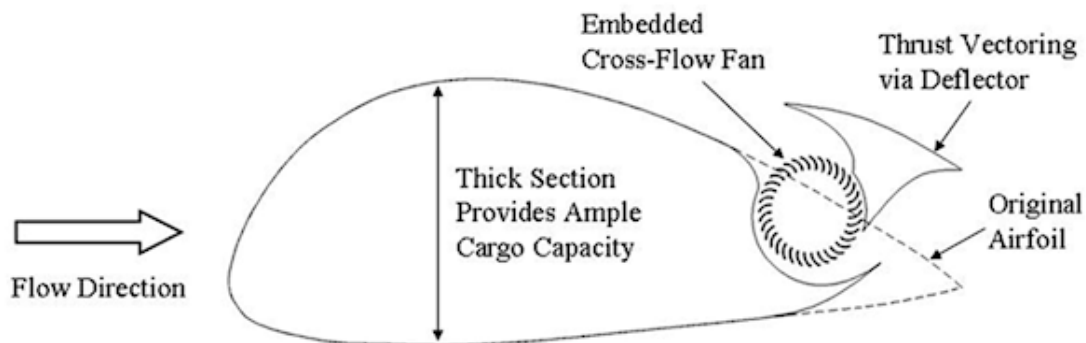 Embedded
Cross-Flow Fan
Thrust Vectoring
via Deflector
Thick Section
Provides Ample
Cargo Capacity
Original
Airfoil
Flow Direction